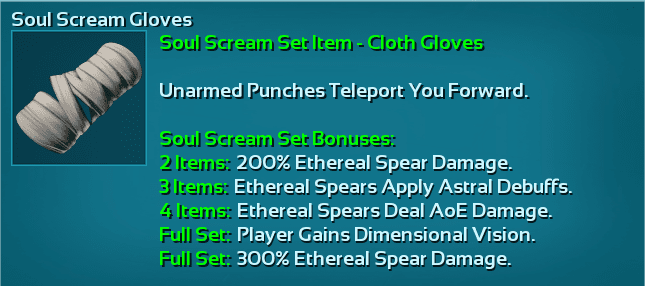 Soul Scream Gloves
Soul Scream Set Item - Cloth Gloves
Unarmed Punches Teleport You Forward.
Soul Scream Set Bonuses:
2 Items: 200% Ethereal Spear Damage.
3 Items: Ethereal Spears Apply Astral Debuffs.
4 Items: Ethereal Spears Deal AoE Damage.
Full Set: Player Gains Dimensional Vision.
Full Set: 300% Ethereal Spear Damage.